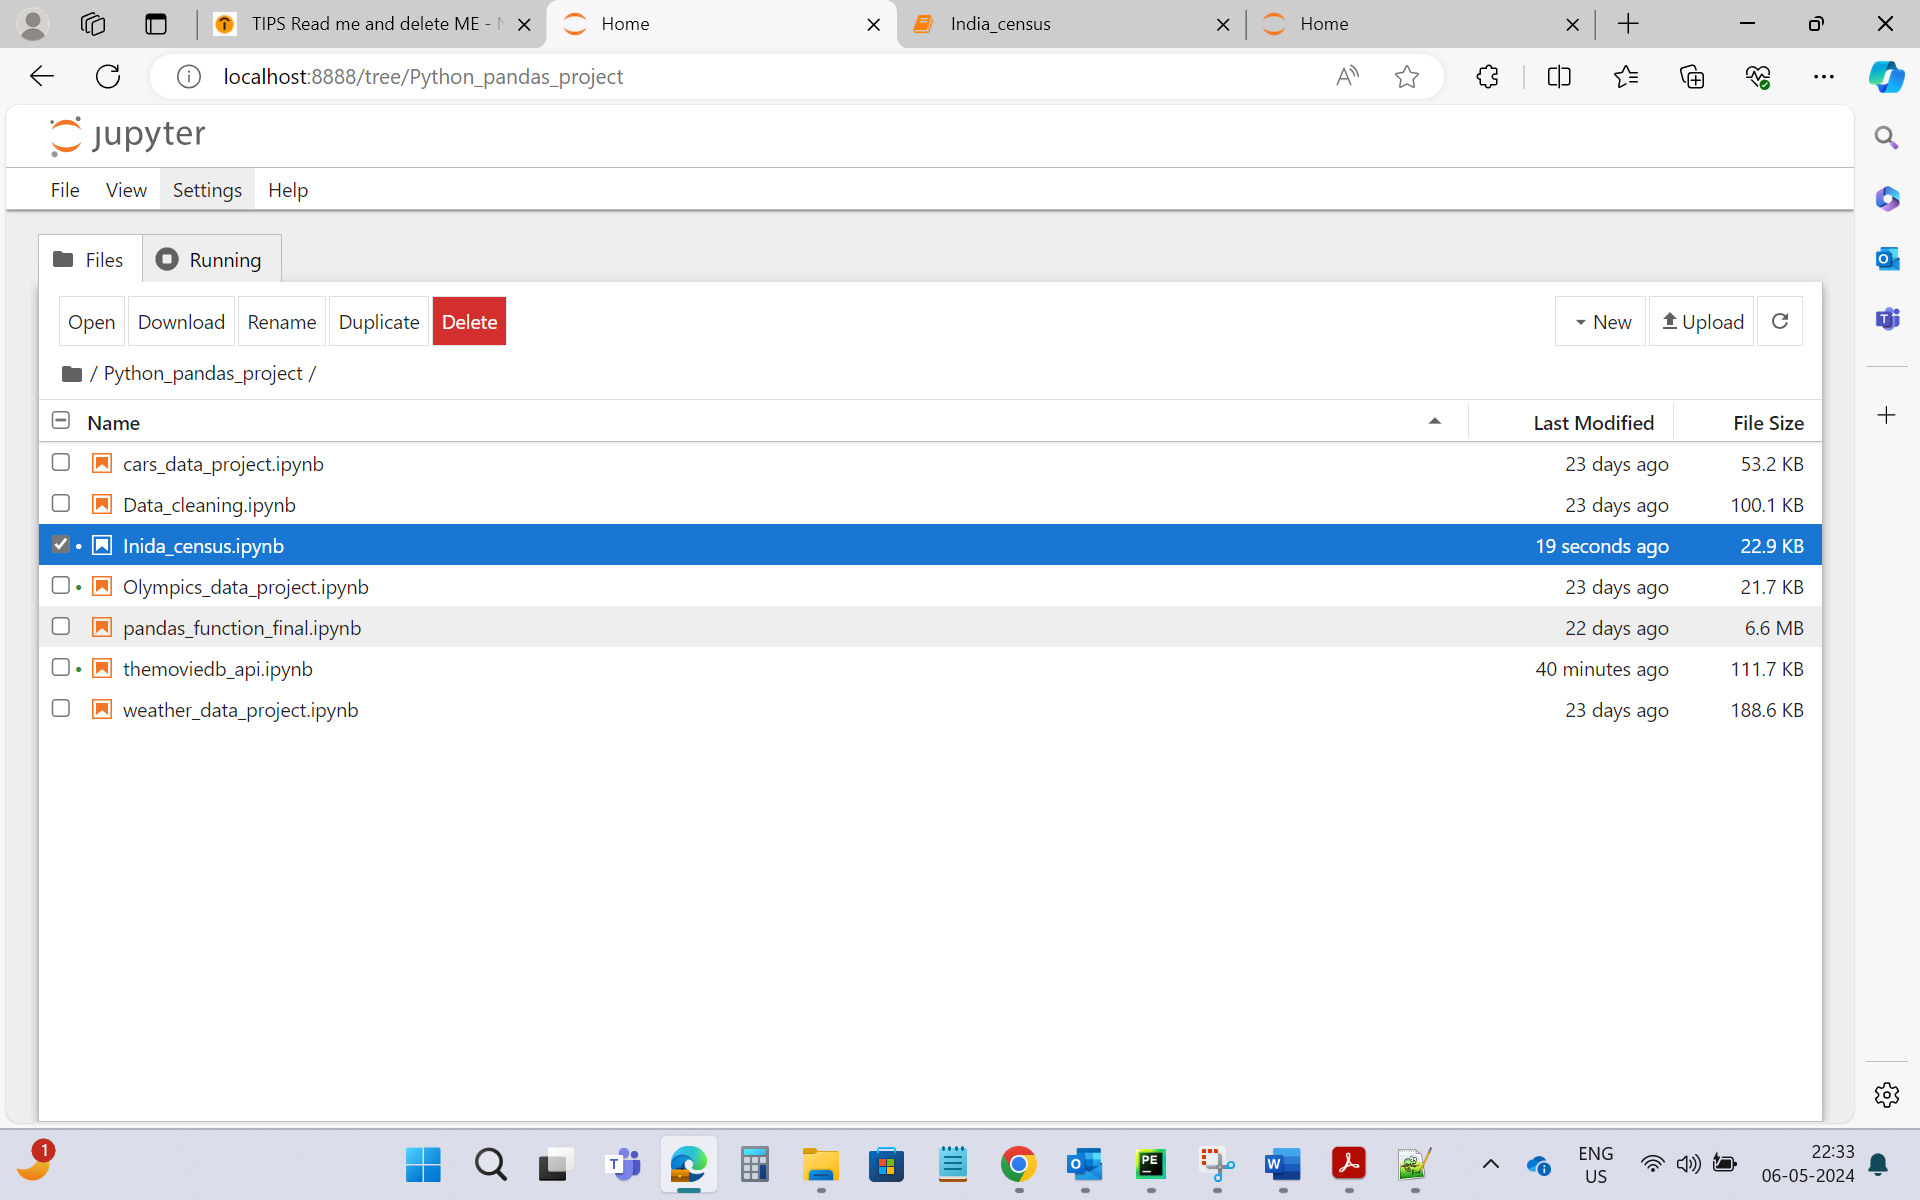 TIPS Read me and delete ME -
Home
India_census
Home
localhost:8888/tree/Python_pandas_project
jupyter
File View Settings Help
Files Running
Open Download Rename Duplicate Delete New Upload
/ Python_pandas_project /
Name Last Modified File Size
cars_data_project.ipynb 23 days ago 53.2 KB
Data_cleaning.ipynb 23 days ago 100.1 KB
Inida_census.ipynb 19 seconds ago 22.9 KB
Olympics_data_project.ipynb 23 days ago 21.7 KB
pandas_function_final.ipynb 22 days ago 6.6 MB
themoviedb_api.ipynb 40 minutes ago 111.7 KB
weather_data_project.ipynb 23 days ago 188.6 KB
1
PE
ENG
US
22:33
06-05-2024